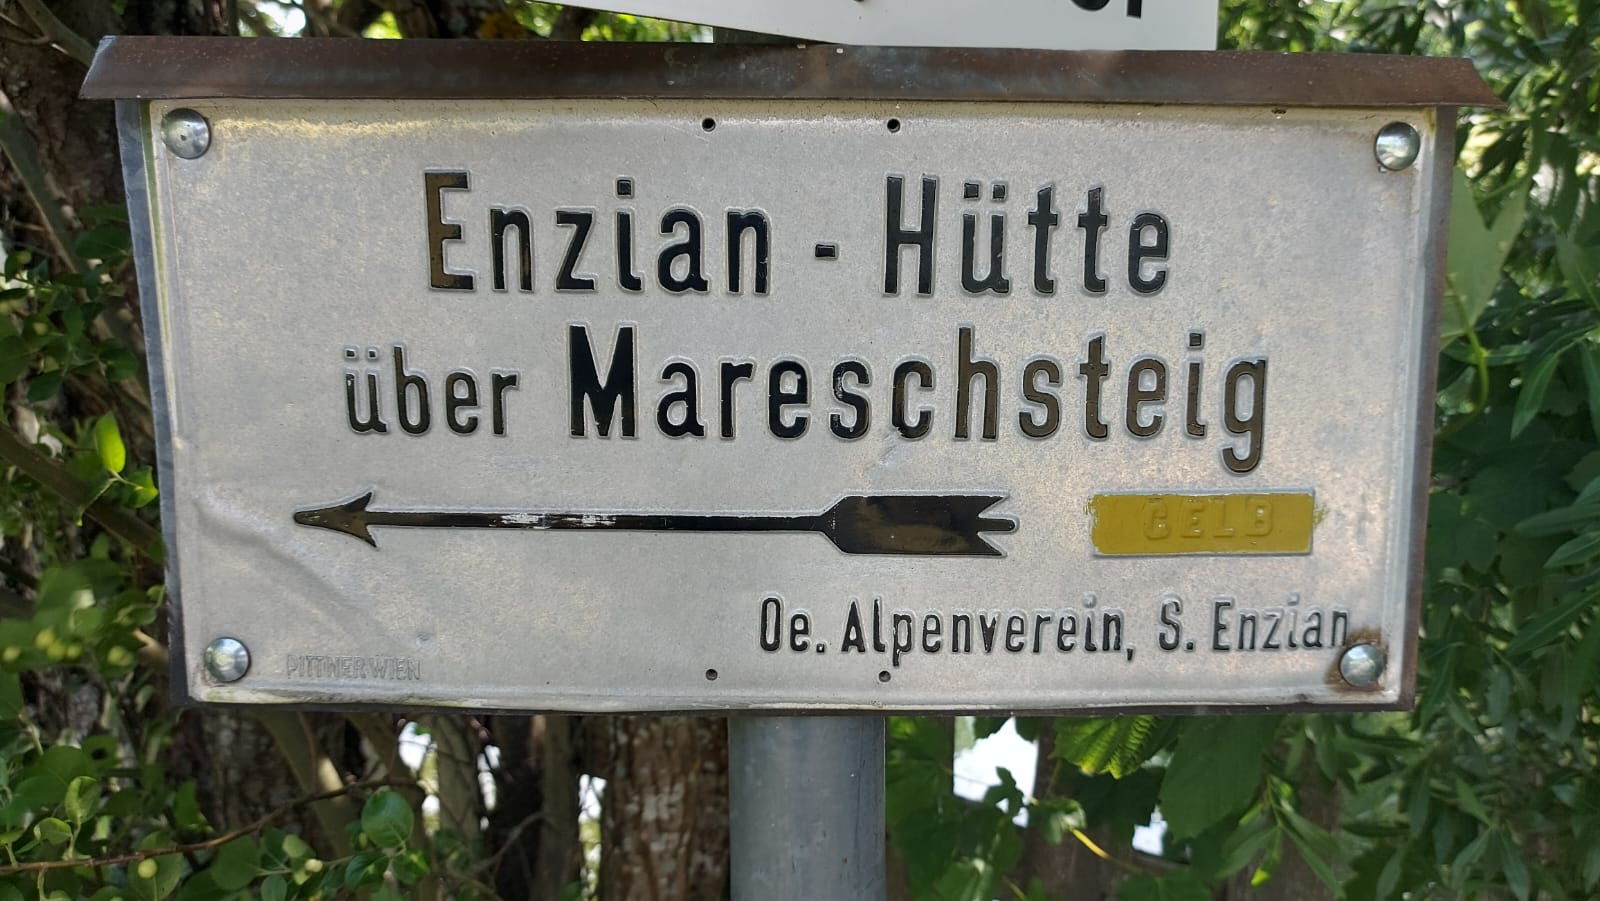 Enzian - Hütte
über Mareschsteig
GELB
Oe. Alpenverein, S. Enzian
PITTNER WIEN